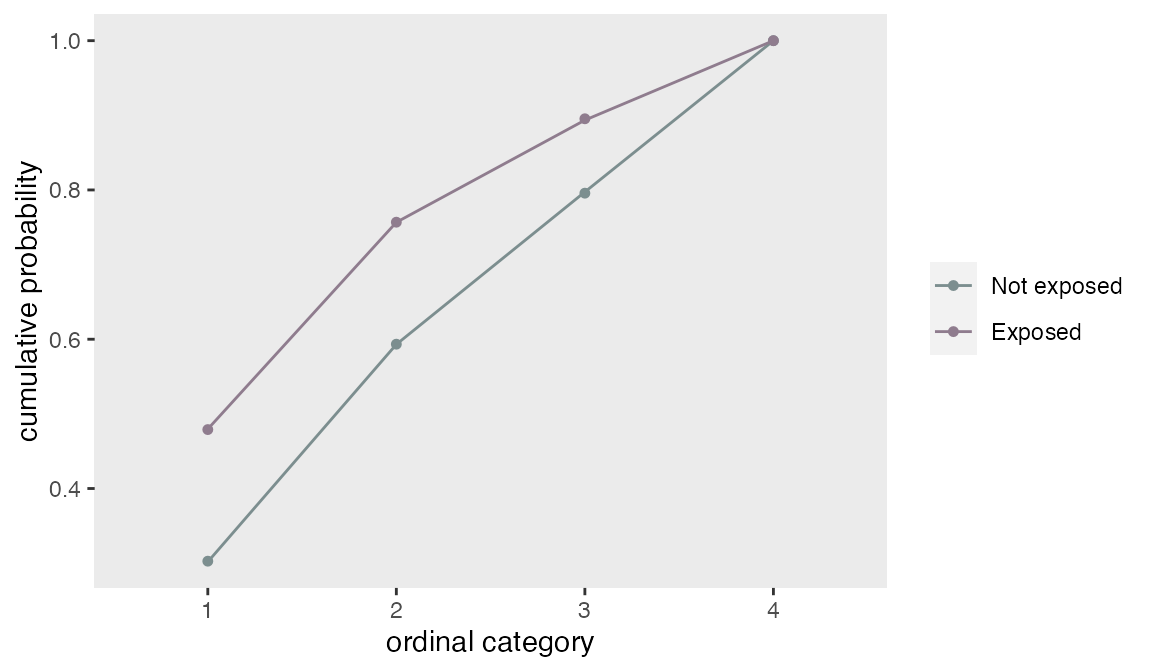 cumulative probability
1.0
0.8
0.6
0.4
1 2 3 4
ordinal category
Not exposed
Exposed